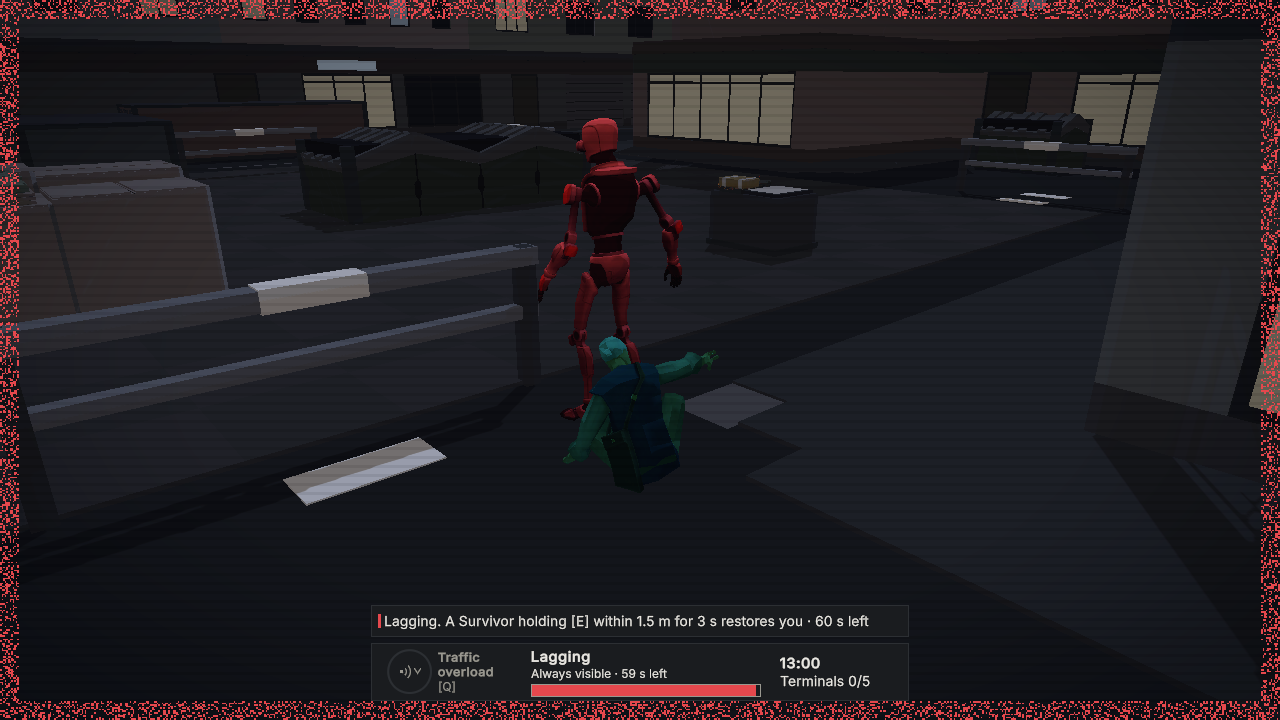 Lagging. A Survivor holding [E] within 1.5 m for 3 s restores you · 60 s left
Traffic
overload
[Q]
Lagging
Always visible · 59 s left
13:00
Terminals 0/5